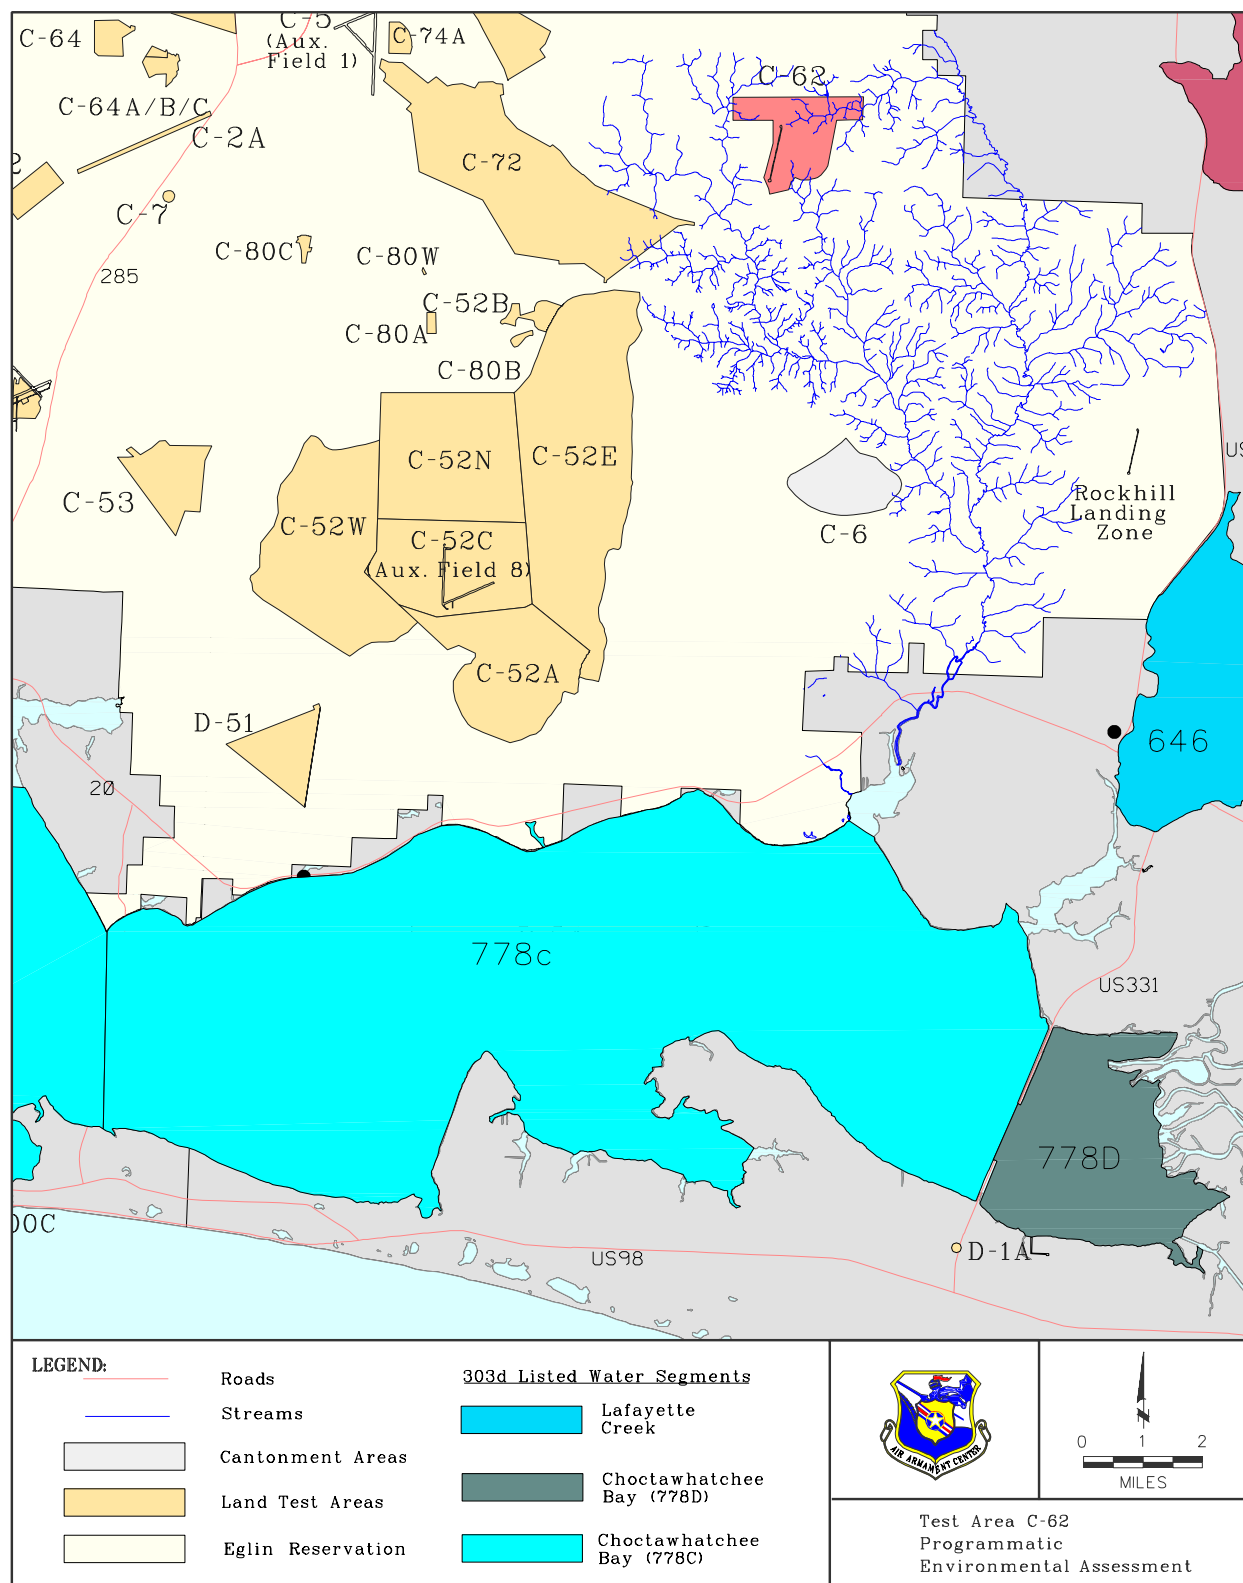 C-64
C-5
(Aux.
Field 1)
C-74A
C-62
C-64A/B/C
C-2A
C-72
C-7
C-80C
C-80W
285
C-52B
C-80A
C-80B
C-52N
C-52E
C-53
C-52W
C-52C
(Aux. Field 8)
C-6
Rockhill
Landing
Zone
C-52A
D-51
646
20
778c
US331
778D
US98
D-1A
LEGEND:
Roads
Streams
Cantonment Areas
Land Test Areas
Eglin Reservation
303d Listed Water Segments
Lafayette
Creek
Choctawhatchee
Bay (778D)
Choctawhatchee
Bay (778C)
AIR ARMAMENT CENTER
N
0 1 2
MILES
Test Area C-62
Programmatic
Environmental Assessment